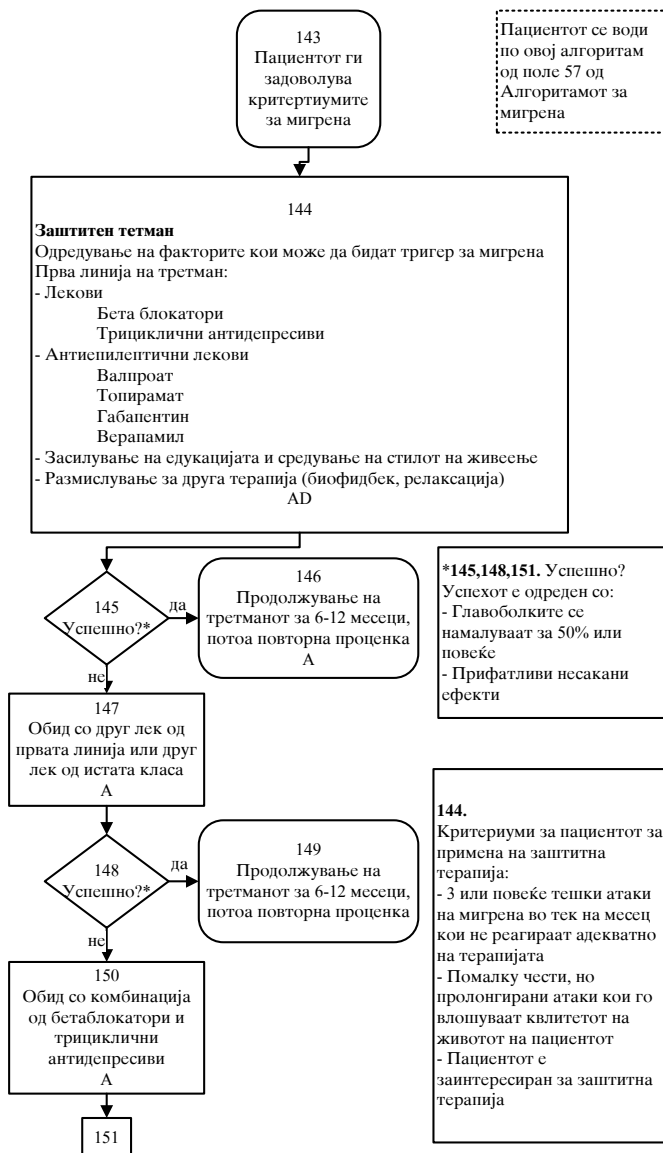 143
Пациентот ги
задоволува
критертиумите
за мигрена
Пациентот се води
по овој алгоритам
од поле 57 од
Алгоритамот за
мигрена
144
Заштитен тетман
Одредување на факторите кои може да бидат тригер за мигрена
Прва линија на третман:
- Лекови
Бета блокатори
Трициклични антидепресиви
- Антиепилептични лекови
Валпроат
Топирамат
Габапентин
Верапамил
- Засилување на едукацијата и средување на стилот на живеење
- Размислување за друга терапија (биофидбек, релаксација)
AD
145
Успешно?*
да
не
146
Продолжување на
третманот за 6-12 месеци,
потоа повторна проценка
А
*145,148,151. Успешно?
Успехот е одреден со:
- Главоболките се
намалуваат за 50% или
повеќе
- Прифатливи несакани
ефекти
147
Обид со друг лек од
првата линија или друг
лек од истата класа
А
148
Успешно?*
да
не
149
Продолжување на
третманот за 6-12 месеци,
потоа повторна проценка
144.
Критериуми за пациентот за
примена на заштитна
терапија:
- 3 или повеќе тешки атаки
на мигрена во тек на месец
кои не реагираат адекватно
на терапијата
- Помалку чести, но
пролонгирани атаки кои го
влошуваат квлитетот на
животот на пациентот
- Пациентот е
заинтересиран за заштитна
терапија
150
Обид со комбинација
од бетаблокатори и
трициклични
антидепресиви
А
151